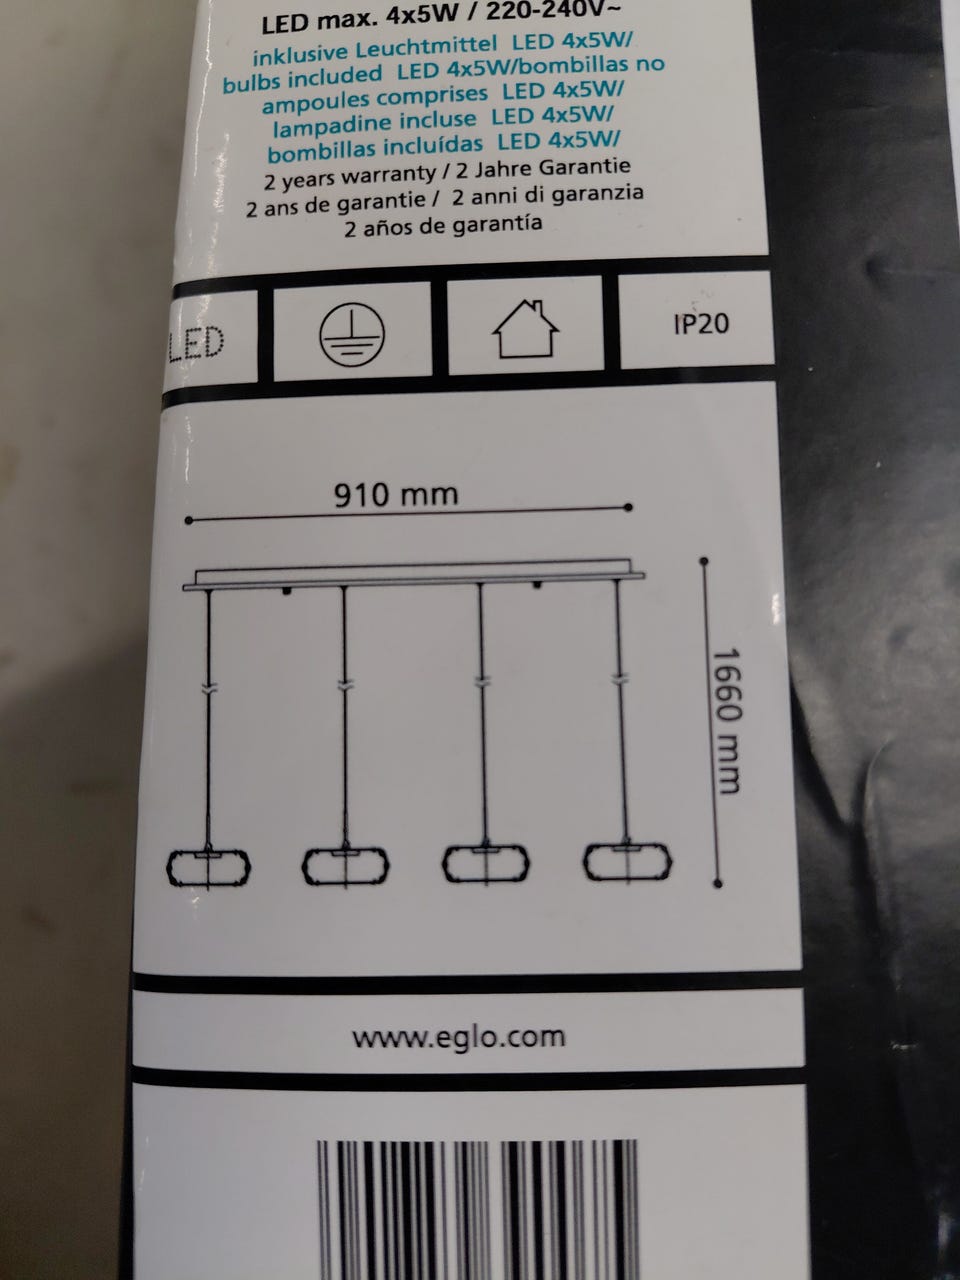 LED max. 4x5W / 220-240V~
inklusive Leuchtmittel LED 4x5W/
bulbs included LED 4x5W/bombillas no
ampoules comprises LED 4x5W/
lampadine incluse LED 4x5W/
bombillas incluídas LED 4x5W/
2 years warranty / 2 Jahre Garantie
2 ans de garantie / 2 anni di garanzia
2 años de garantía
LED
IP20
910 mm
1660 mm
www.eglo.com